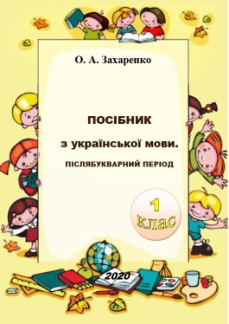 О. А. Захаренко
ПОСІБНИК
з української мови.
ПІСЛЯБУКВАРНИЙ ПЕРІОД
1
клас
2020